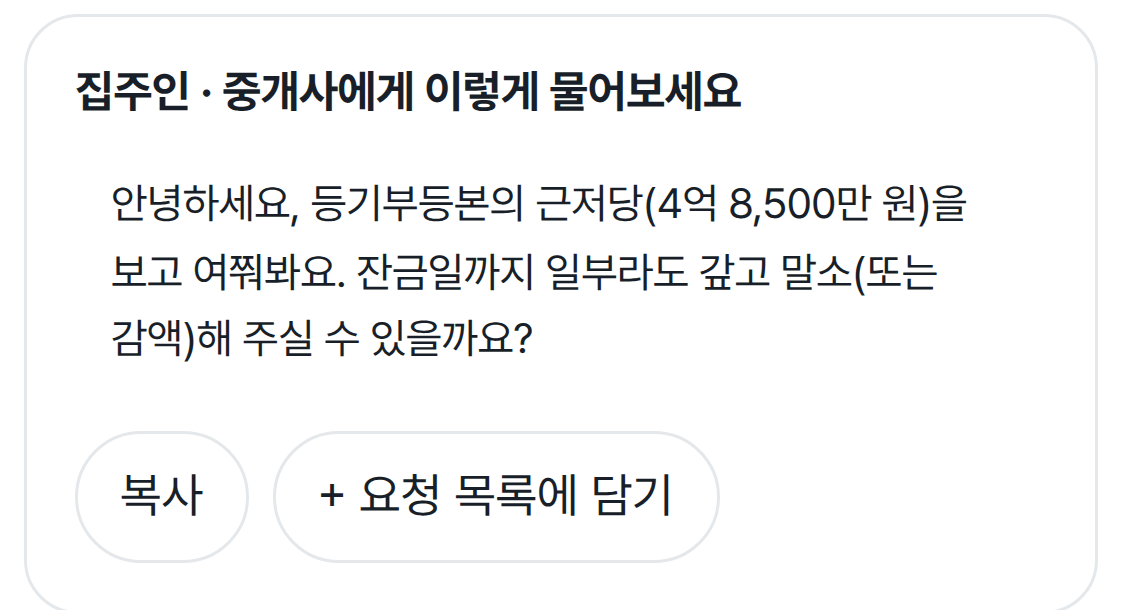 집주인 · 중개사에게 이렇게 물어보세요
안녕하세요, 등기부등본의 근저당(4억 8,500만 원)을
보고 여쭤봐요. 잔금일까지 일부라도 갚고 말소(또는
감액)해 주실 수 있을까요?
복사
+ 요청 목록에 담기